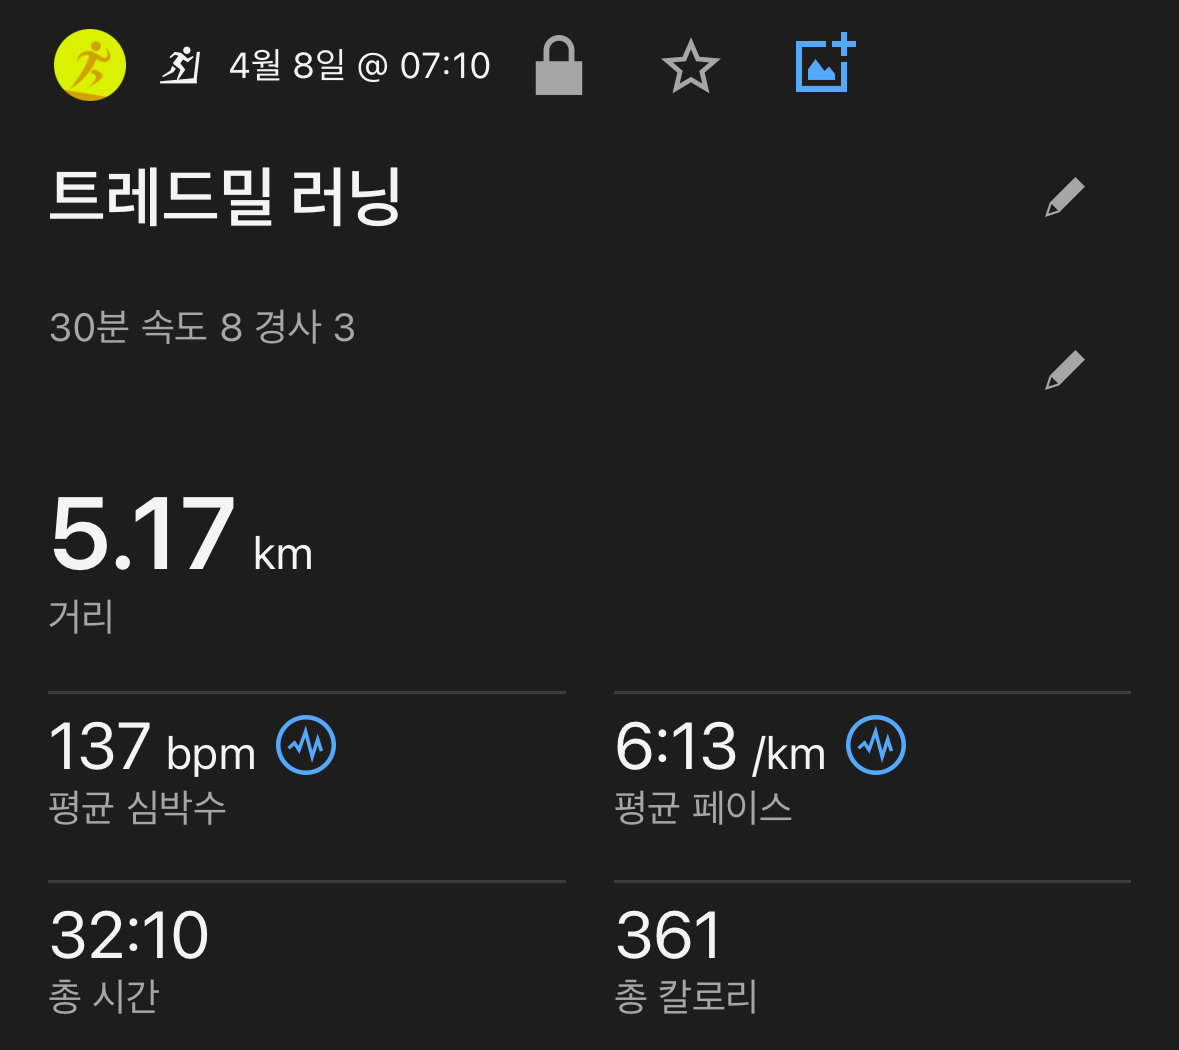 4월 8일 @ 07:10
트레드밀 러닝
30분 속도 8 경사 3
5.17 km
거리
137 bpm
평균 심박수
6:13 /km
평균 페이스
32:10
총 시간
361
총 칼로리